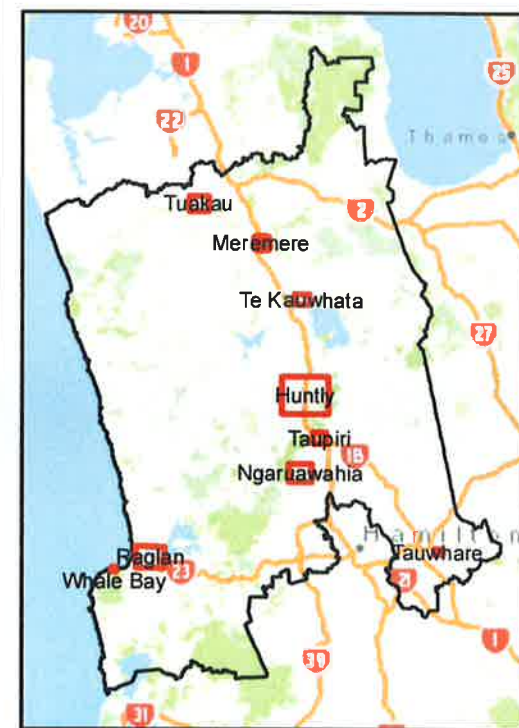 20
1
25
22
Thames
Tuakau
2
Meremere
Te Kauwhata
27
Huntly
Taupiri
1B
Ngaruawahia
Hamilton
Tauwhare
Raglan
Whale Bay
23
21
1
39
31